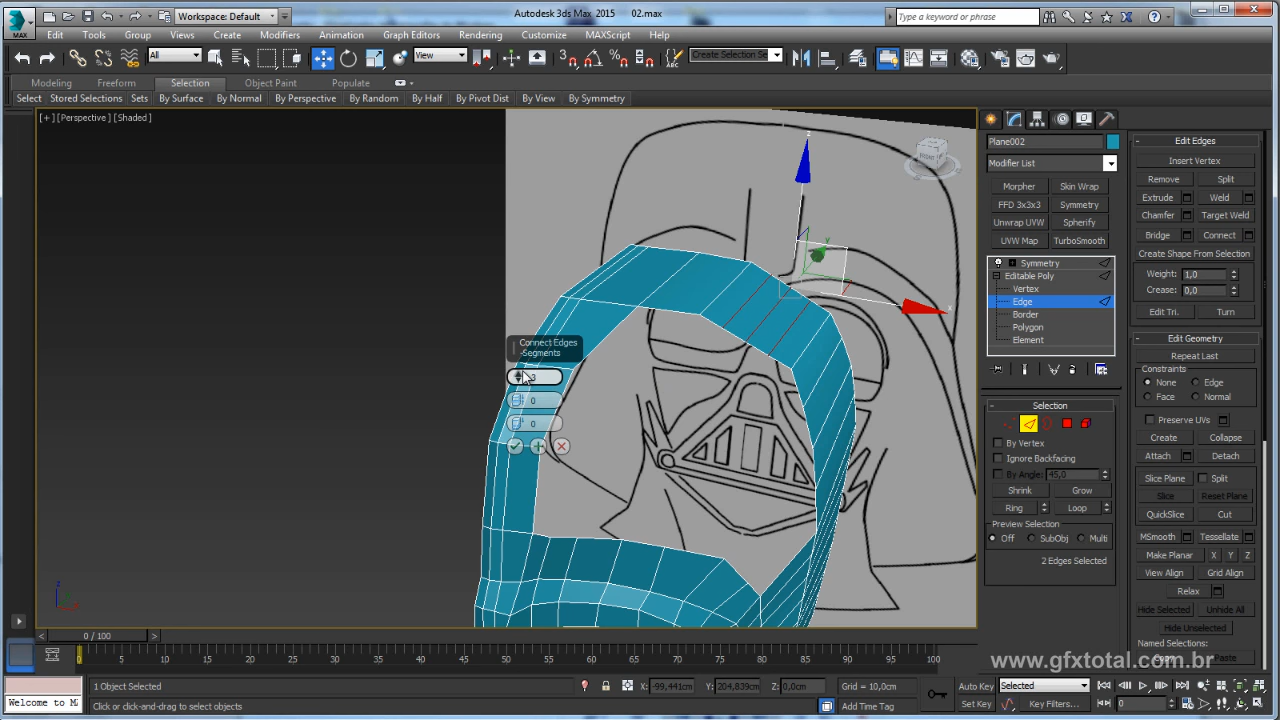 Workspace: Default
Autodesk 3ds Max 2015    02.max
Type a keyword or phrase
MAX
Edit Tools Group Views Create Modifiers Animation Graph Editors Rendering Customize MAXScript Help
All View Create Selection Se
Modeling Freeform Selection Object Paint Populate
Select Stored Selections Sets By Surface By Normal By Perspective By Random By Half By Pivot Dist By View By Symmetry
[ + ] [Perspective ] [Shaded ]
Connect Edges
-Segments
3
0
0
z
y
x
Plane002
Modifier List
Morpher Skin Wrap
FFD 3x3x3 Symmetry
Unwrap UVW Spherify
UVW Map TurboSmooth
Symmetry
Editable Poly
Vertex
Edge
Border
Polygon
Element
Selection
By Vertex
Ignore Backfacing
By Angle: 45,0
Shrink Grow
Ring Loop
Preview Selection
Off SubObj Multi
2 Edges Selected
Edit Edges
Insert Vertex
Remove Split
Extrude Weld
Chamfer Target Weld
Bridge Connect
Create Shape From Selection
Weight: 1,0
Crease: 0,0
Edit Tri. Turn
Edit Geometry
Repeat Last
Constraints
None Edge
Face Normal
Preserve UVs
Create Collapse
Attach Detach
Slice Plane Split
Slice Reset Plane
QuickSlice Cut
MSmooth Tessellate
Make Planar X Y Z
View Align Grid Align
Relax
Hide Selected Unhide All
Hide Unselected
Named Selections:
Copy Paste
www.gfxtotal.com.br
0 / 100
0 5 10 15 20 25 30 35 40 45 50 55 60 65 70 75 80 85 90 95 100
1 Object Selected X: -99,441cm Y: 204,839cm Z: 0,0cm Grid = 10,0cm Auto Key Selected
Welcome to M Click or click-and-drag to select objects Add Time Tag Set Key Key Filters... 0